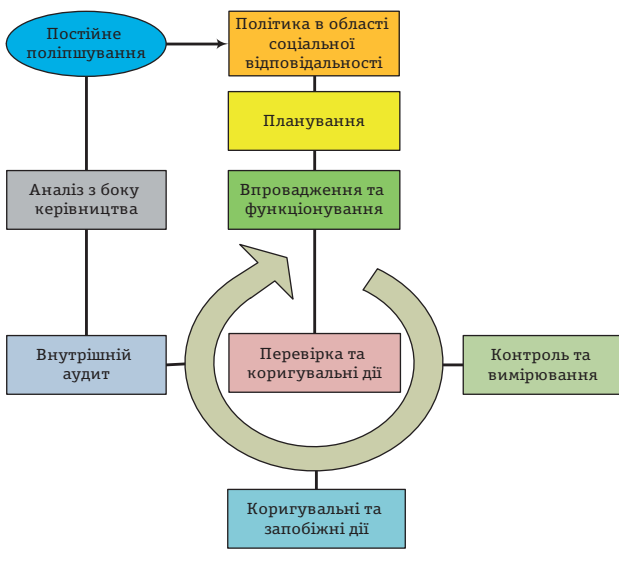 Постійне
поліпшування
Політика в області
соціальної
відповідальності
Планування
Аналіз з боку
керівництва
Впровадження та
функціонування
Внутрішній
аудит
Перевірка та
коригувальні дії
Контроль та
вимірювання
Коригувальні та
запобіжні дії